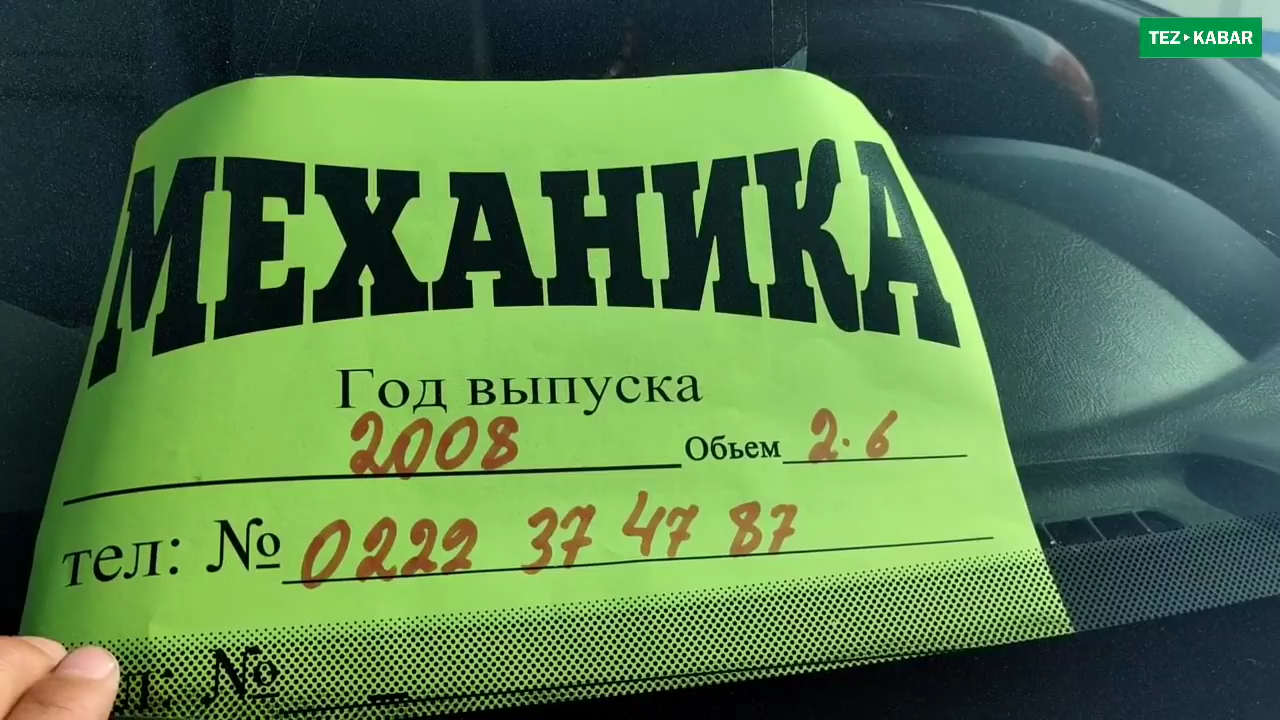 TEZ KABAR
МЕХАНИКА
Год выпуска
2008 Обьем 2.6
тел: № 0222 37 47 87
№